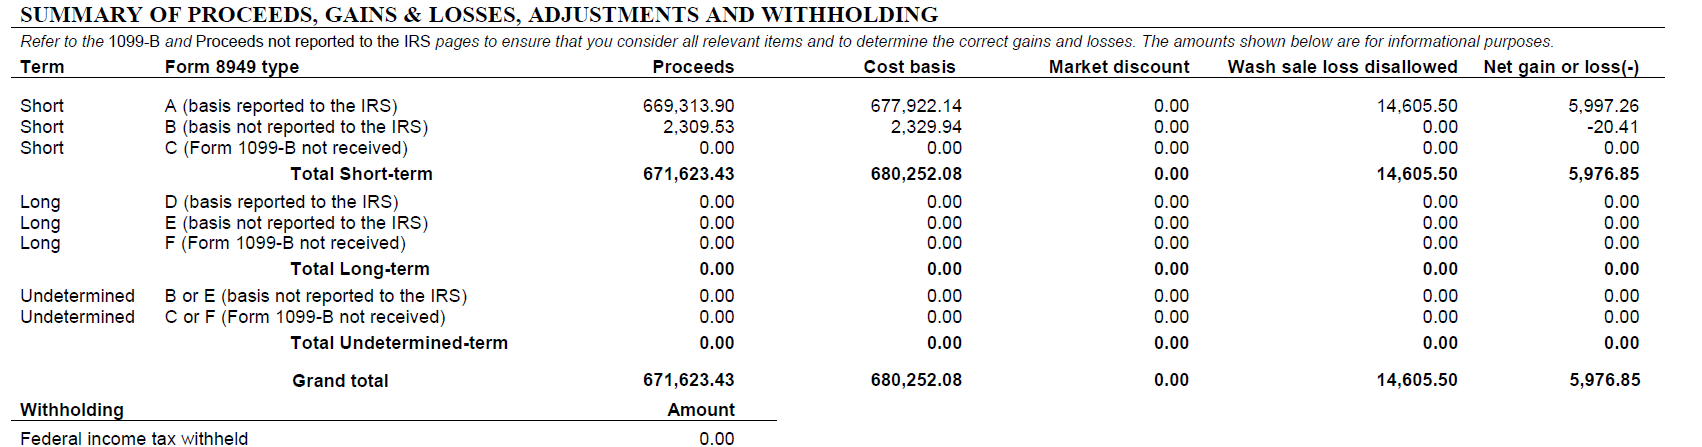 SUMMARY OF PROCEEDS, GAINS & LOSSES, ADJUSTMENTS AND WITHHOLDING
Refer to the 1099-B and Proceeds not reported to the IRS pages to ensure that you consider all relevant items and to determine the correct gains and losses. The amounts shown below are for informational purposes.
Term Form 8949 type Proceeds Cost basis Market discount Wash sale loss disallowed Net gain or loss(-)
Short A (basis reported to the IRS) 669,313.90 677,922.14 0.00 14,605.50 5,997.26
Short B (basis not reported to the IRS) 2,309.53 2,329.94 0.00 0.00 -20.41
Short C (Form 1099-B not received) 0.00 0.00 0.00 0.00 0.00
Total Short-term 671,623.43 680,252.08 0.00 14,605.50 5,976.85
Long D (basis reported to the IRS) 0.00 0.00 0.00 0.00 0.00
Long E (basis not reported to the IRS) 0.00 0.00 0.00 0.00 0.00
Long F (Form 1099-B not received) 0.00 0.00 0.00 0.00 0.00
Total Long-term 0.00 0.00 0.00 0.00 0.00
Undetermined B or E (basis not reported to the IRS) 0.00 0.00 0.00 0.00 0.00
Undetermined C or F (Form 1099-B not received) 0.00 0.00 0.00 0.00 0.00
Total Undetermined-term 0.00 0.00 0.00 0.00 0.00
Grand total 671,623.43 680,252.08 0.00 14,605.50 5,976.85
Withholding Amount
Federal income tax withheld 0.00